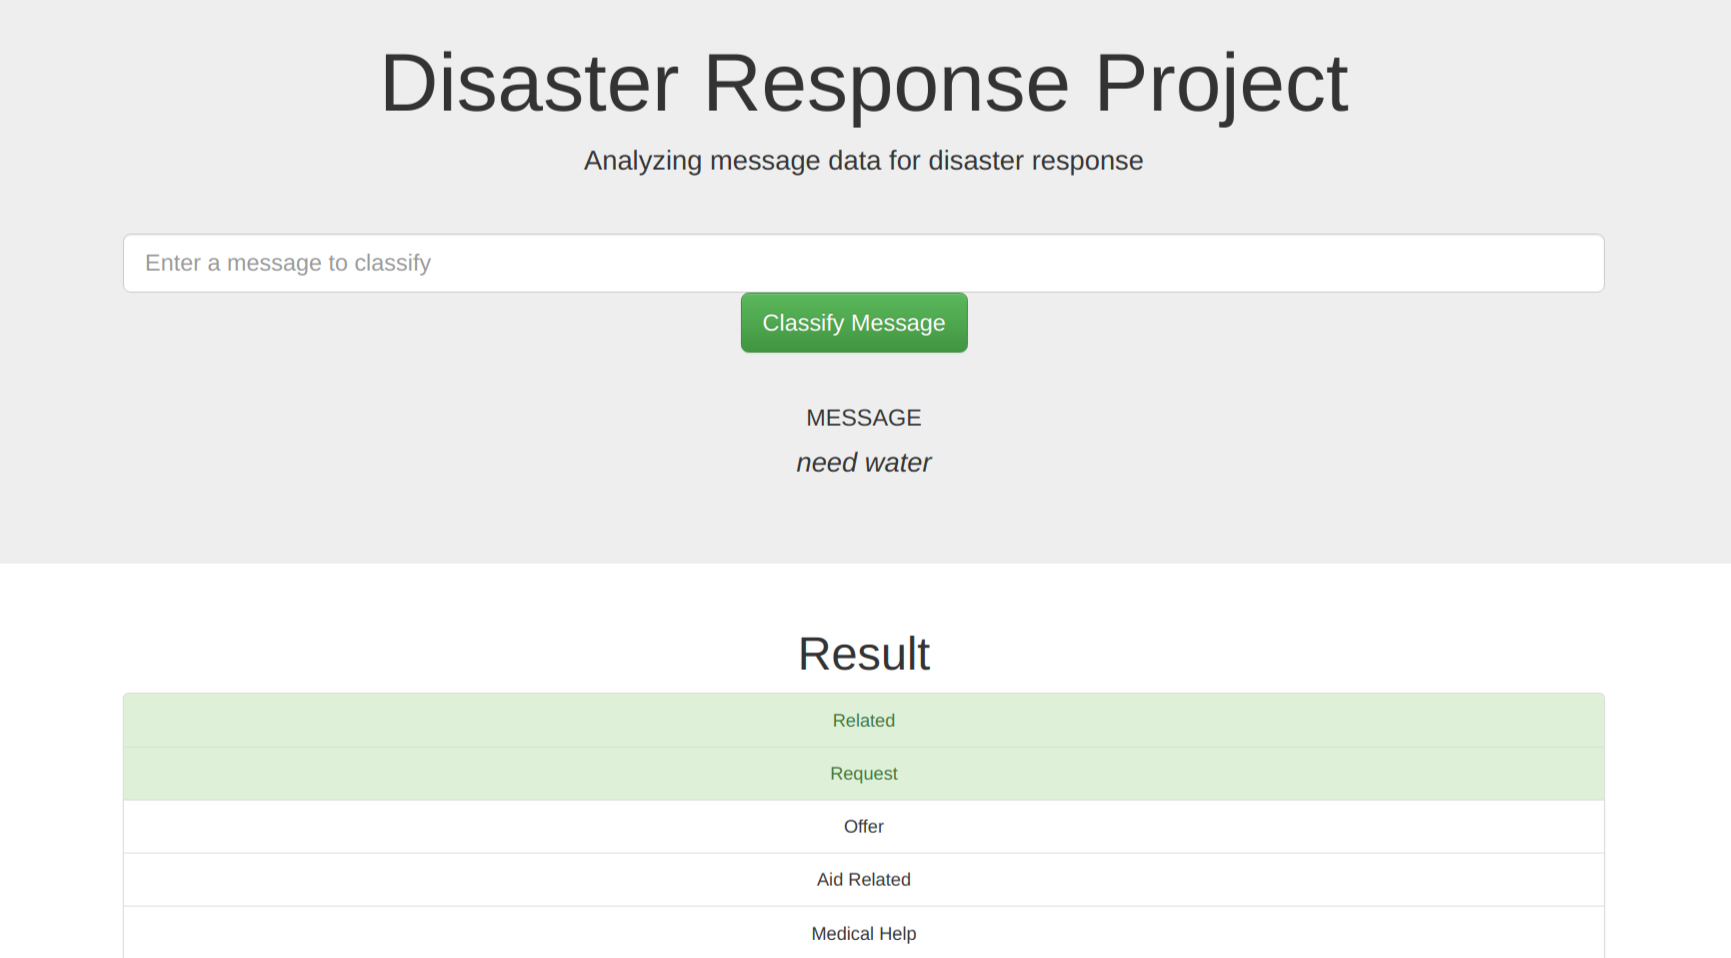 Disaster Response Project
Analyzing message data for disaster response
Enter a message to classify
Classify Message
MESSAGE
need water
Result
Related
Request
Offer
Aid Related
Medical Help